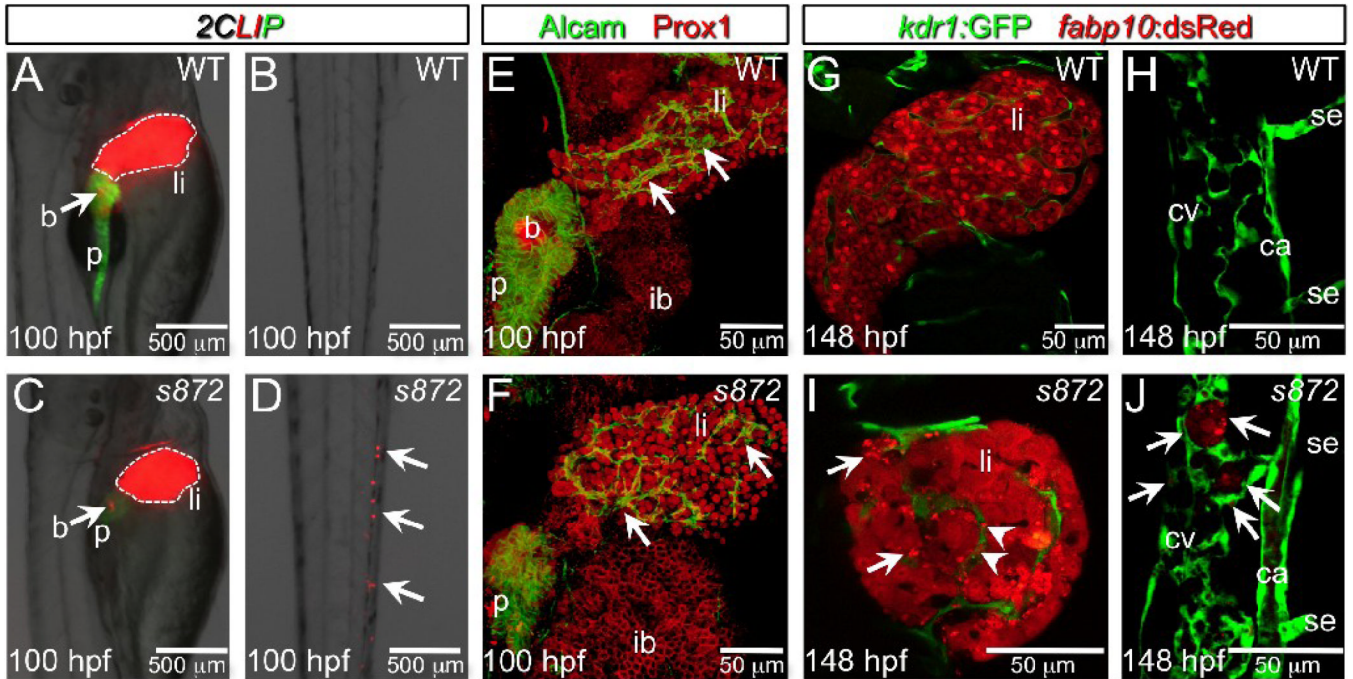 2CLIP
Alcam Prox1
kdr1:GFP fabp10:dsRed
A WT
b
li
p
100 hpf 500 µm
B WT
100 hpf 500 µm
E WT
li
b
p
ib
100 hpf 50 µm
G WT
li
148 hpf 50 µm
H WT
se
cv
ca
se
148 hpf 50 µm
C s872
li
b
p
100 hpf 500 µm
D s872
100 hpf 500 µm
F s872
li
p
ib
100 hpf 50 µm
I s872
li
148 hpf 50 µm
J s872
se
cv
ca
se
148 hpf 50 µm